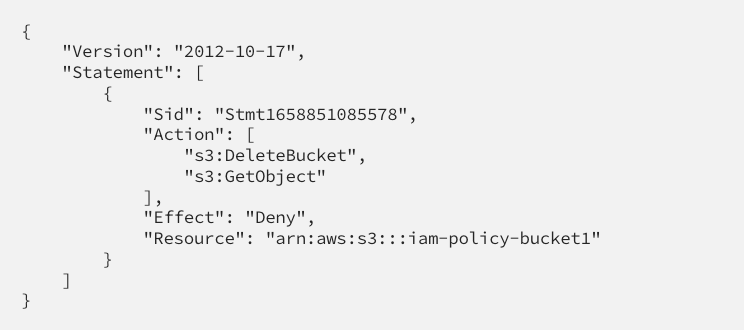 {
    "Version": "2012-10-17",
    "Statement": [
        {
            "Sid": "Stmt1658851085578",
            "Action": [
                "s3:DeleteBucket",
                "s3:GetObject"
            ],
            "Effect": "Deny",
            "Resource": "arn:aws:s3:::iam-policy-bucket1"
        }
    ]
}